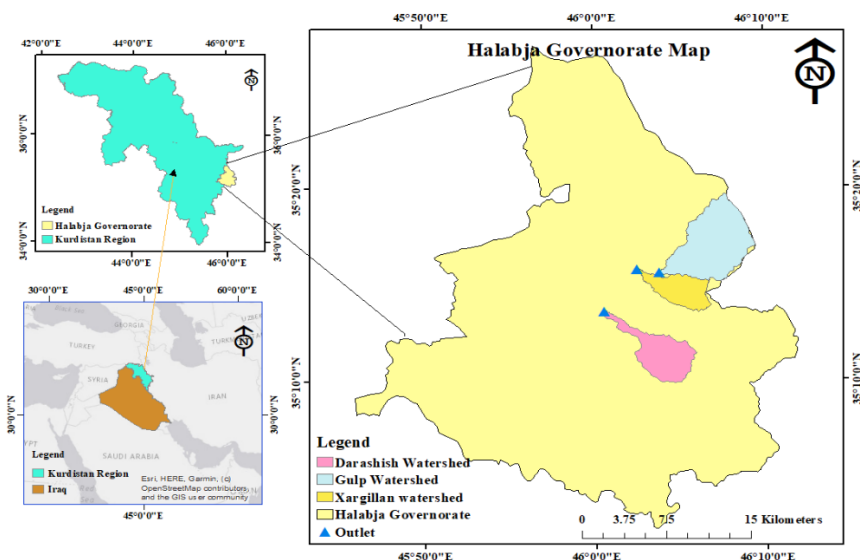 42°0'0"E 44°0'0"E 46°0'0"E
36°0'0"N
34°0'0"N
36°0'0"N
34°0'0"N
N
Legend
Halabja Governorate
Kurdistan Region
44°0'0"E 46°0'0"E
30°0'0"E 45°0'0"E 60°0'0"E
GEORGIA
TURKEY
SYRIA
IRAN
SAUDI ARABIA
30°0'0"N
30°0'0"N
N
Legend
Kurdistan Region
Iraq
Esri, HERE, Garmin, (c)
OpenStreetMap contributors,
and the GIS user community
45°0'0"E
45°50'0"E 46°0'0"E 46°10'0"E
Halabja Governorate Map
N
35°20'0"N
35°10'0"N
35°20'0"N
35°10'0"N
Legend
Darashish Watershed
Gulp Watershed
Xargillan watershed
Halabja Governorate
Outlet
0 3.75 7.5 15 Kilometers
45°50'0"E 46°0'0"E 46°10'0"E